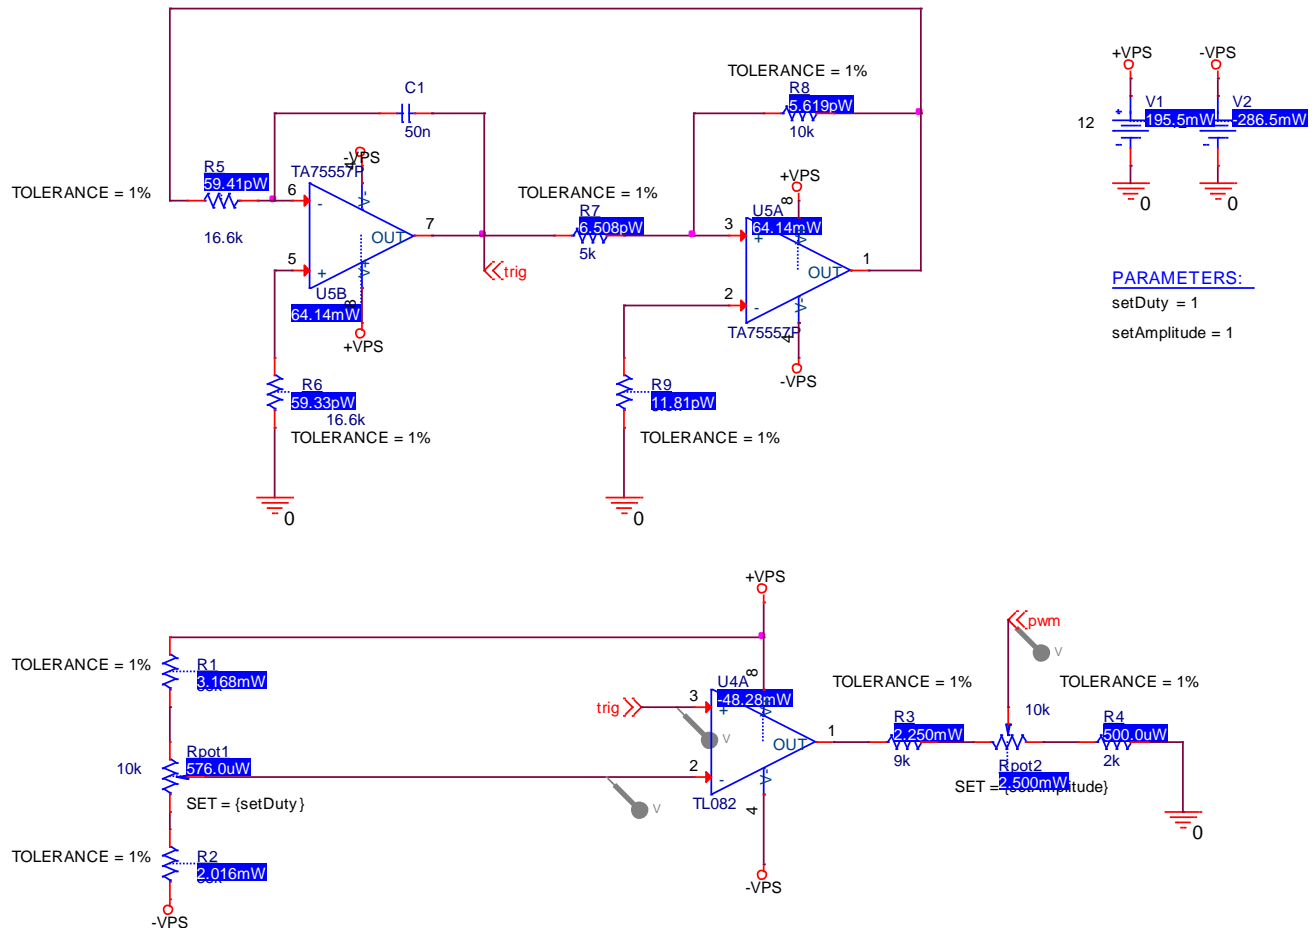 C1
50n
TOLERANCE = 1%
R8
5.619pW
10k
+VPS
-VPS
V1
195.5mW
V2
-286.5mW
12
+
-
-
0
0
-VPS
4
TA75557P
R5
59.41pW
TOLERANCE = 1%
16.6k
6
-
V-
7
OUT
5
+
V+
U5B
64.14mW
8
+VPS
TOLERANCE = 1%
R7
6.508pW
5k
trig
+VPS
8
U5A
64.14mW
3
+
OUT
1
2
-
V-
TA75557P
4
-VPS
PARAMETERS:
setDuty = 1
setAmplitude = 1
R6
59.33pW
16.6k
TOLERANCE = 1%
0
R9
11.81pW
TOLERANCE = 1%
0
+VPS
TOLERANCE = 1%
R1
3.168mW
Rpot1
576.0uW
10k
SET = {setDuty}
TOLERANCE = 1%
R2
2.016mW
-VPS
trig
8
U4A
-48.28mW
3
+
V
OUT
1
2
-
V-
V
TL082
4
-VPS
pwm
V
TOLERANCE = 1%
R3
2.250mW
9k
10k
Rpot2
2.500mW
TOLERANCE = 1%
R4
500.0uW
2k
0